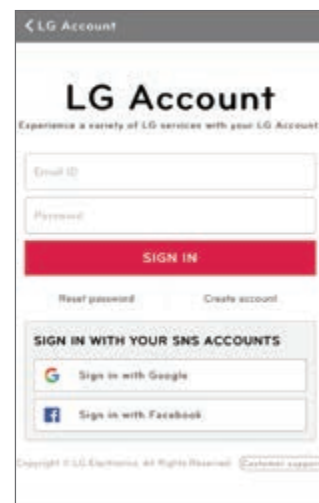 LG Account
LG Account
Experience a variety of LG services with your LG Account
Email ID
Password
SIGN IN
Reset password Create account
SIGN IN WITH YOUR SNS ACCOUNTS
Sign in with Google
Sign in with Facebook
Copyright © LG Electronics. All Rights Reserved. Customer support